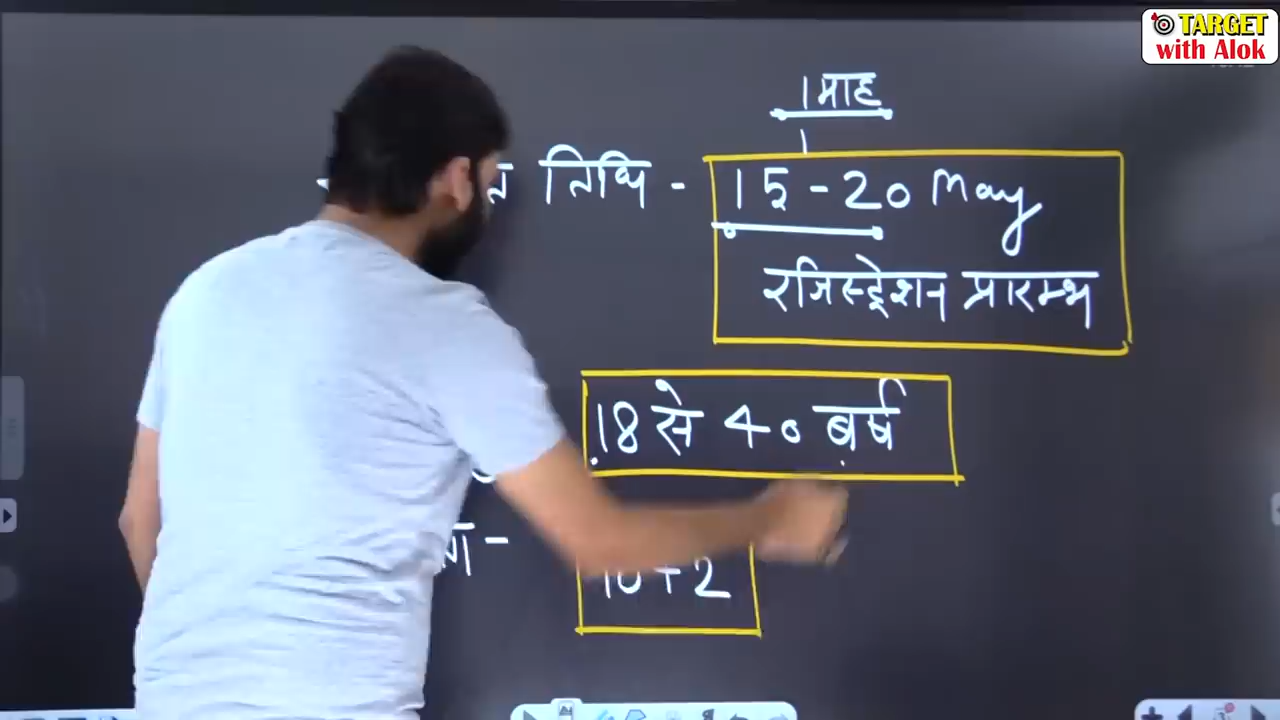 TARGET
with Alok
1 माह
तिथि - 15 - 20 May
रजिस्ट्रेशन प्रारम्भ
18 से 40 बर्ष
10 + 2